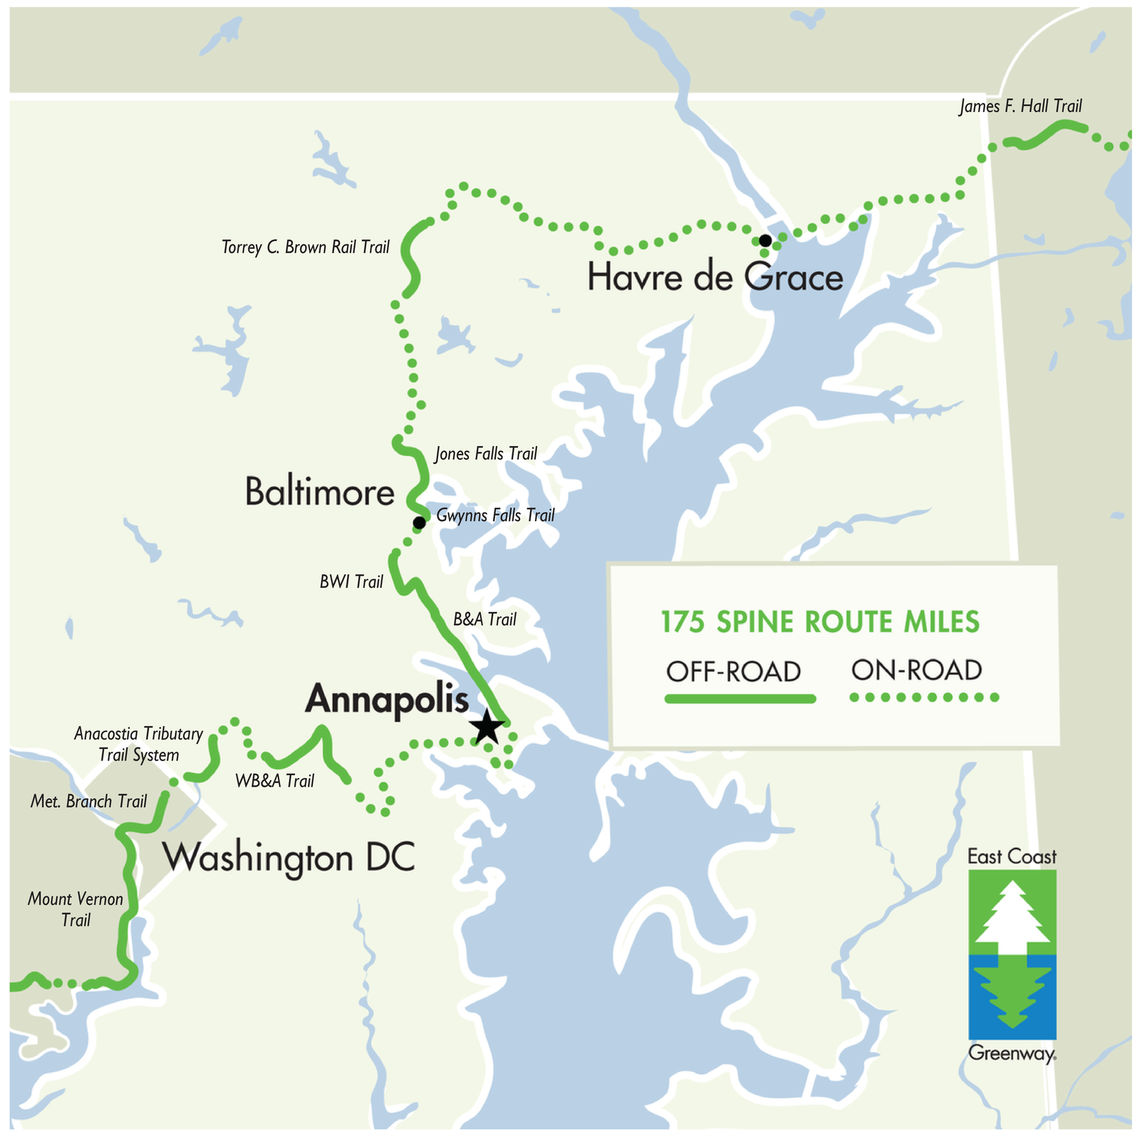 James F. Hall Trail
Torrey C. Brown Rail Trail
Havre de Grace
Jones Falls Trail
Baltimore
Gwynns Falls Trail
BWI Trail
B&A Trail
175 SPINE ROUTE MILES
OFF-ROAD
ON-ROAD
Annapolis
Anacostia Tributary
Trail System
WB&A Trail
Met. Branch Trail
Washington DC
Mount Vernon
Trail
East Coast
Greenway®